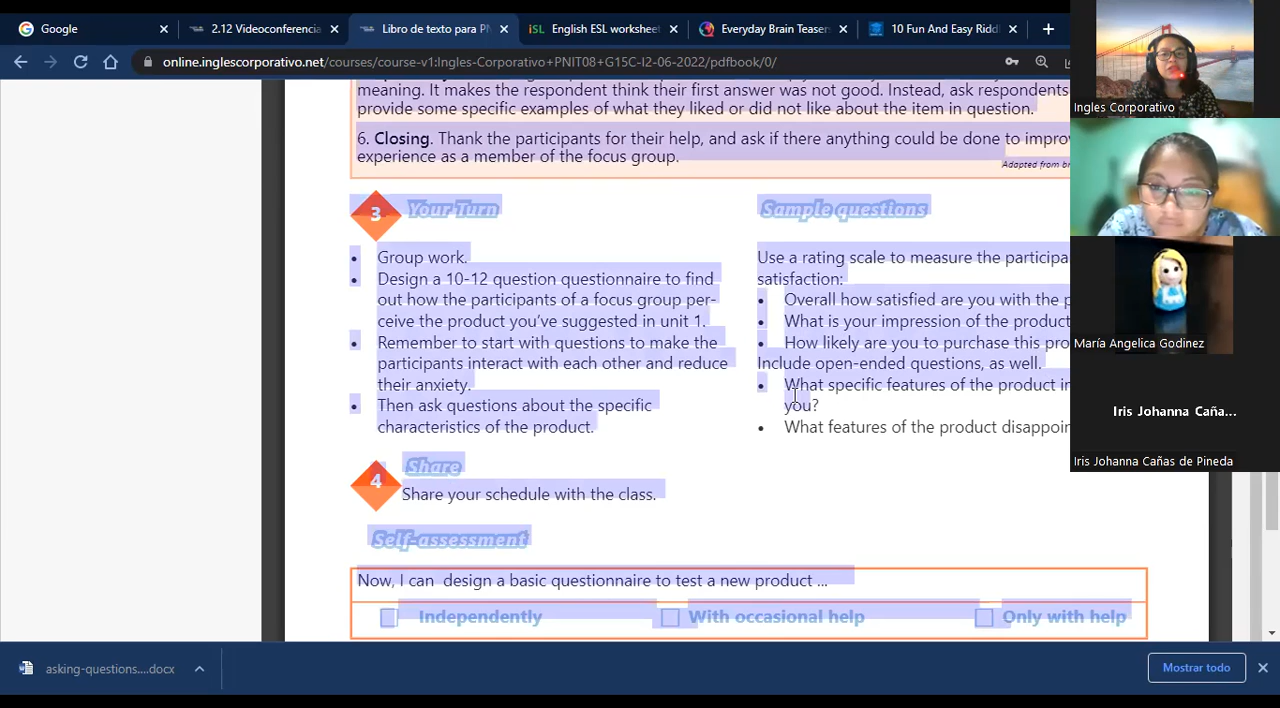 Google
2.12 Videoconferencia
Libro de texto para PN
iSL English ESL worksheet
Everyday Brain Teaser
10 Fun And Easy Riddl
online.inglescorporativo.net/courses/course-v1:Ingles-Corporativo+PNIT08+G15C-I2-06-2022/pdfbook/0/
meaning. It makes the respondent think their first answer was not good. Instead, ask respondents
provide some specific examples of what they liked or did not like about the item in question.
6. Closing. Thank the participants for their help, and ask if there anything could be done to improv
experience as a member of the focus group.
Adapted from br
3 Your Turn
• Group work.
• Design a 10–12 question questionnaire to find
out how the participants of a focus group per-
ceive the product you've suggested in unit 1.
• Remember to start with questions to make the
participants interact with each other and reduce
their anxiety.
• Then ask questions about the specific
characteristics of the product.
Sample questions
Use a rating scale to measure the participa
satisfaction:
• Overall how satisfied are you with the p
• What is your impression of the product
• How likely are you to purchase this pro
Include open-ended questions, as well.
• What specific features of the product in
you?
• What features of the product disappoin
4 Share
Share your schedule with the class.
Self-assessment
Now, I can design a basic questionnaire to test a new product ...
Independently
With occasional help
Only with help
Ingles Corporativo
María Angelica Godinez
Iris Johanna Caña...
Iris Johanna Cañas de Pineda
asking-questions....docx
Mostrar todo